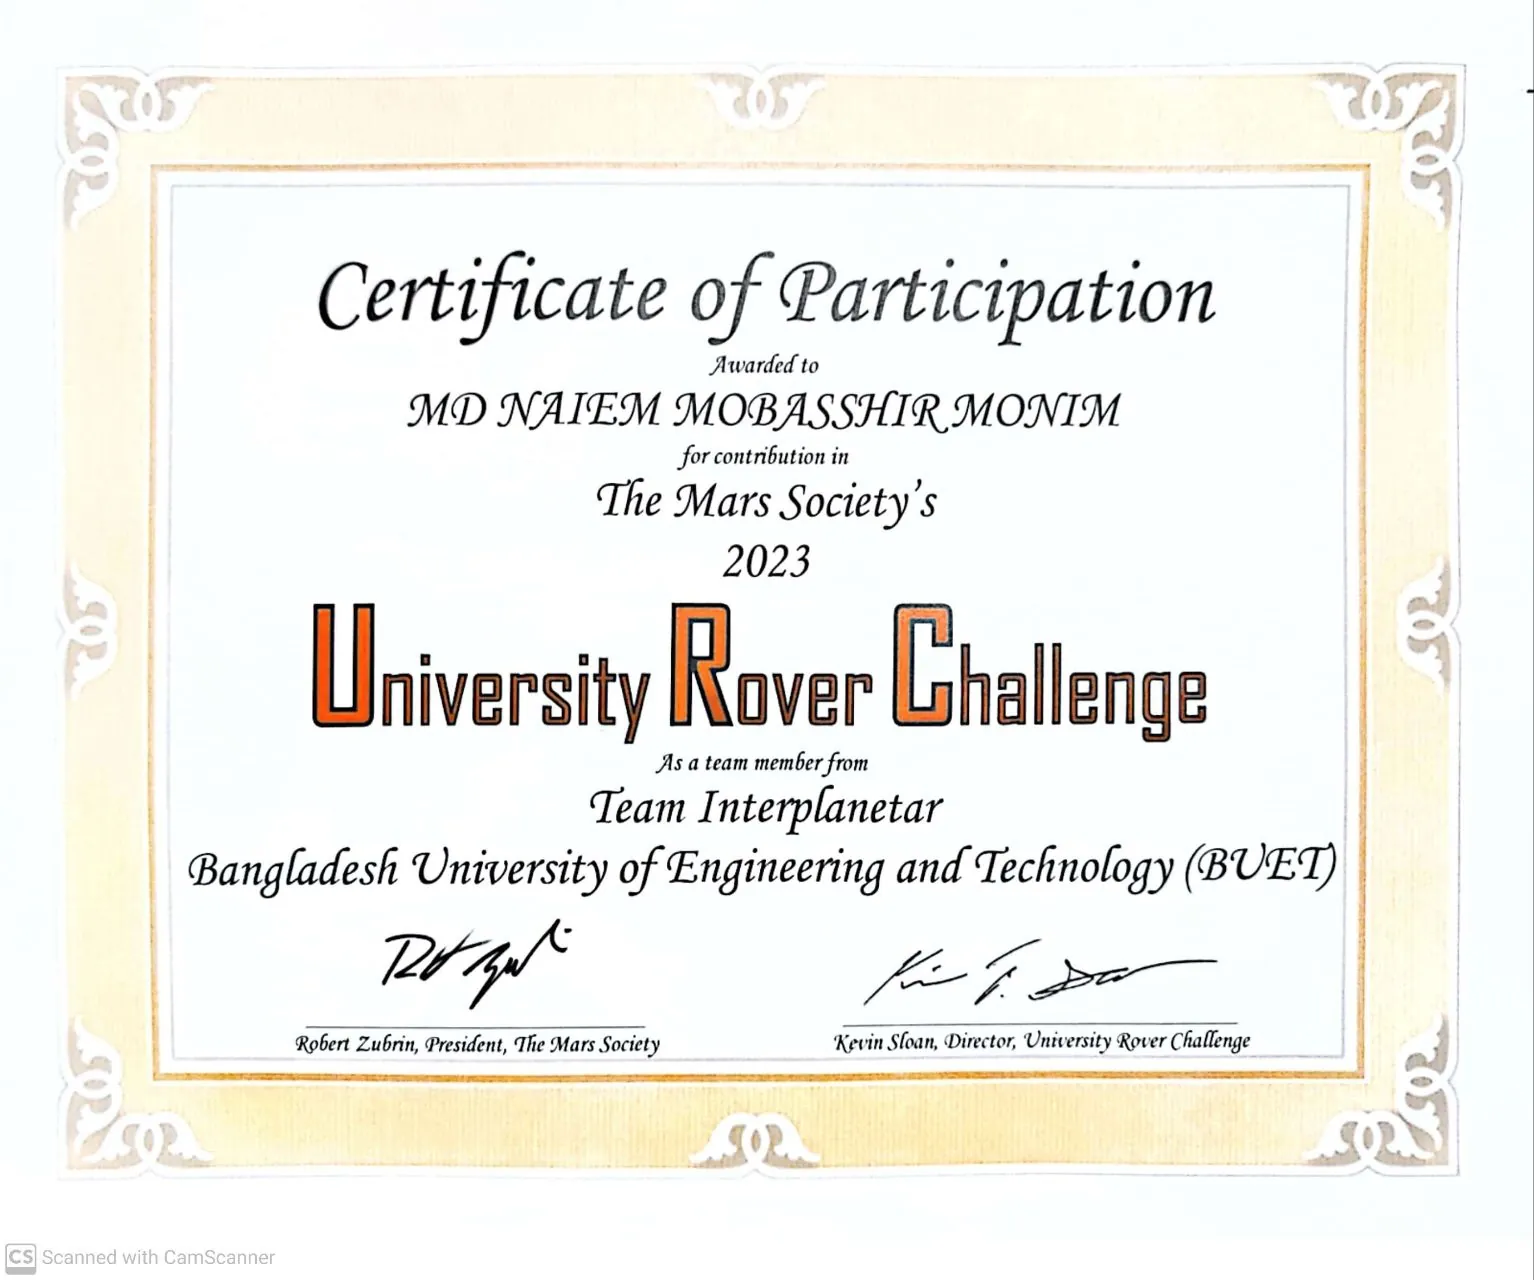 Certificate of Participation
Awarded to
MD NAIEM MOBASSHIR MONIM
for contribution in
The Mars Society's
2023
University Rover Challenge
As a team member from
Team Interplanetar
Bangladesh University of Engineering and Technology (BUET)
Robert Zubrin, President, The Mars Society
Kevin Sloan, Director, University Rover Challenge
CS Scanned with CamScanner